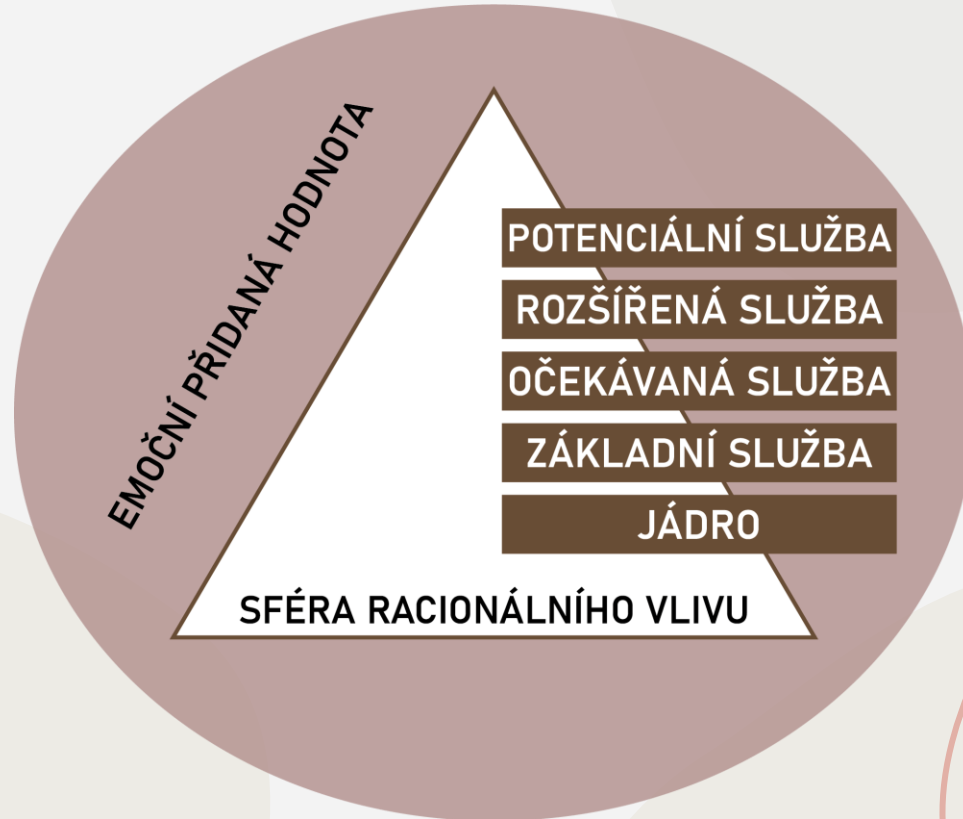 EMOČNÍ PŘIDANÁ HODNOTA
POTENCIÁLNÍ SLUŽBA
ROZŠÍŘENÁ SLUŽBA
OČEKÁVANÁ SLUŽBA
ZÁKLADNÍ SLUŽBA
JÁDRO
SFÉRA RACIONÁLNÍHO VLIVU